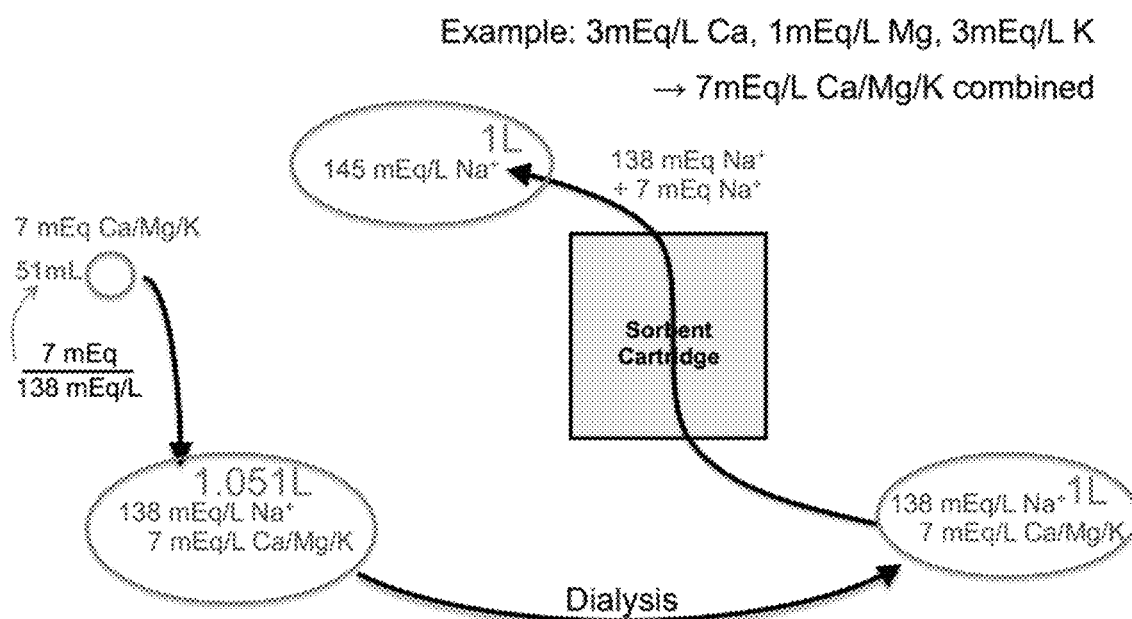 Example: 3mEq/L Ca, 1mEq/L Mg, 3mEq/L K
→ 7mEq/L Ca/Mg/K combined
1L
145 mEq/L Na⁺
138 mEq Na⁺
+ 7 mEq Na⁺
7 mEq Ca/Mg/K
51mL
7 mEq
138 mEq/L
Sorbent
Cartridge
1.051L
138 mEq/L Na⁺
7 mEq/L Ca/Mg/K
1L
138 mEq/L Na⁺
7 mEq/L Ca/Mg/K
Dialysis